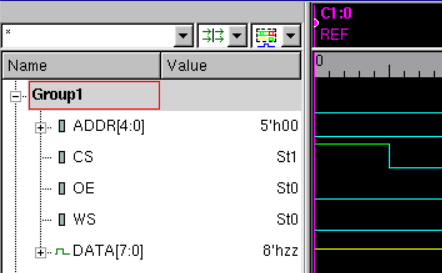 C1:0
REF
*
Name Value
0
Group1
ADDR[4:0] 5'h00
CS St1
OE St0
WS St0
DATA[7:0] 8'hzz